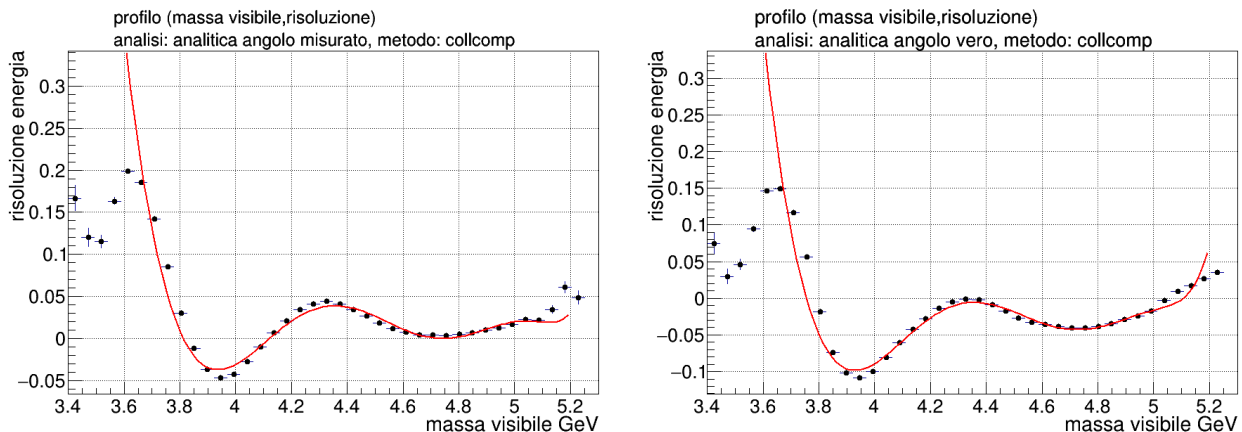 profilo (massa visibile,risoluzione)
analisi: analitica angolo misurato, metodo: collcomp
risoluzione energia
0.3
0.25
0.2
0.15
0.1
0.05
0
−0.05
3.4 3.6 3.8 4 4.2 4.4 4.6 4.8 5 5.2
massa visibile GeV
profilo (massa visibile,risoluzione)
analisi: analitica angolo vero, metodo: collcomp
risoluzione energia
0.3
0.25
0.2
0.15
0.1
0.05
0
−0.05
−0.1
3.4 3.6 3.8 4 4.2 4.4 4.6 4.8 5 5.2
massa visibile GeV